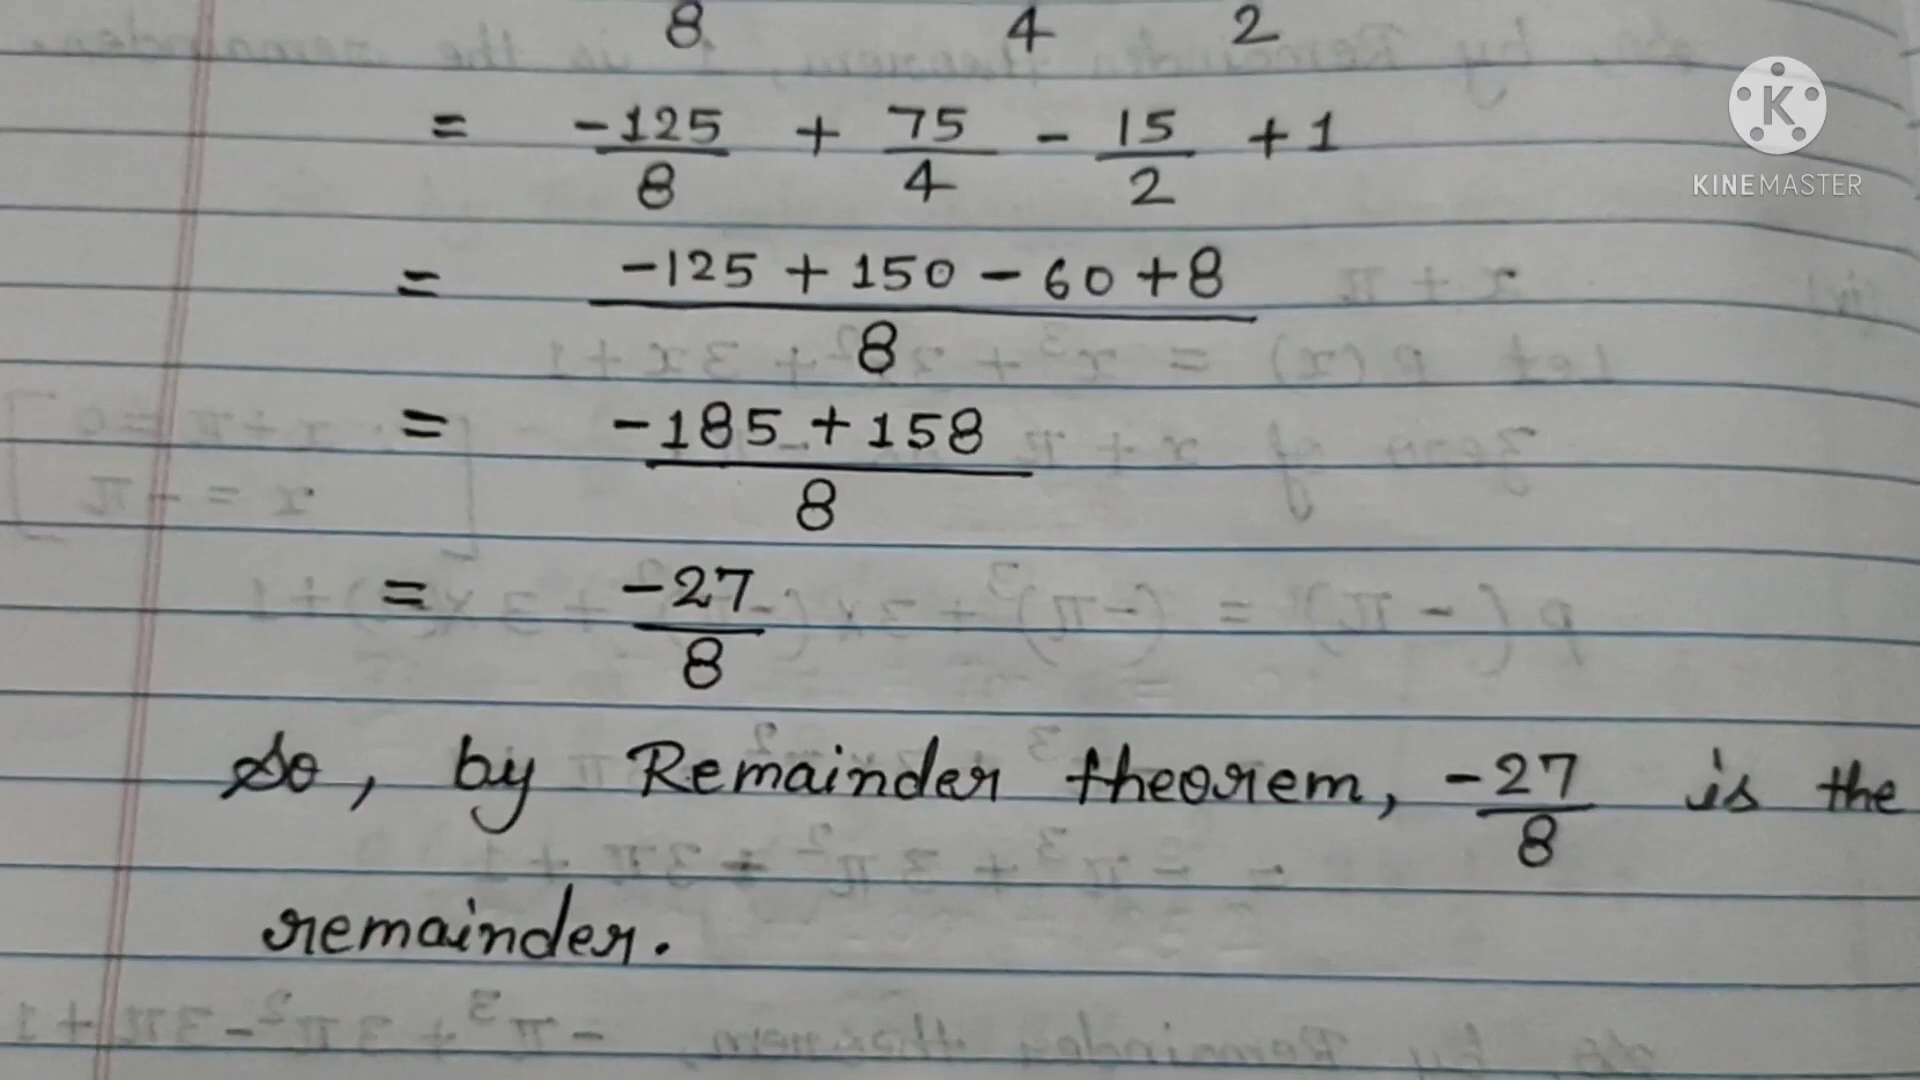 8 4 2
= -125/8 + 75/4 - 15/2 + 1
= -125 + 150 - 60 + 8 / 8
= -185 + 158 / 8
= -27/8
So, by Remainder theorem, -27/8 is the
remainder.
K
KINEMASTER